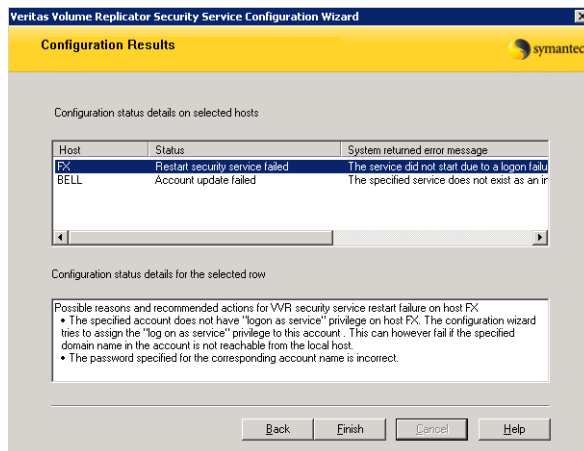 Veritas Volume Replicator Security Service Configuration Wizard
Configuration Results
symantec
Configuration status details on selected hosts
Host Status System returned error message
FX Restart security service failed The service did not start due to a logon failu
BELL Account update failed The specified service does not exist as an ir
Configuration status details for the selected row
Possible reasons and recommended actions for VVR security service restart failure on host FX
• The specified account does not have "logon as service" privilege on host FX. The configuration wizard
tries to assign the "log on as service" privilege to this account . This can however fail if the specified
domain name in the account is not reachable from the local host.
• The password specified for the corresponding account name is incorrect.
Back Finish Cancel Help